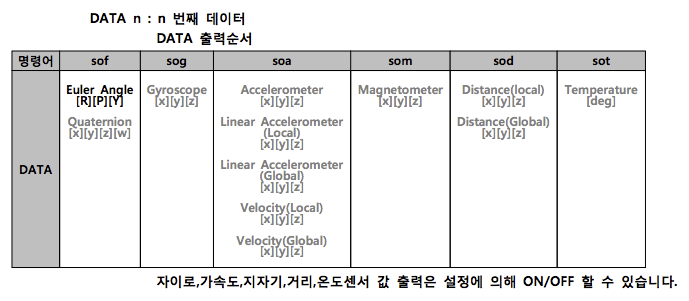 DATA n : n 번째 데이터
DATA 출력순서
명령어 sof sog soa som sod sot
DATA
Euler Angle
[R][P][Y]
Quaternion
[x][y][z][w]
Gyroscope
[x][y][z]
Accelerometer
[x][y][z]
Linear Accelerometer
(Local)
[x][y][z]
Linear Accelerometer
(Global)
[x][y][z]
Velocity(Local)
[x][y][z]
Velocity(Global)
[x][y][z]
Magnetometer
[x][y][z]
Distance(local)
[x][y][z]
Distance(Global)
[x][y][z]
Temperature
[deg]
자이로,가속도,지자기,거리,온도센서 값 출력은 설정에 의해 ON/OFF 할 수 있습니다.